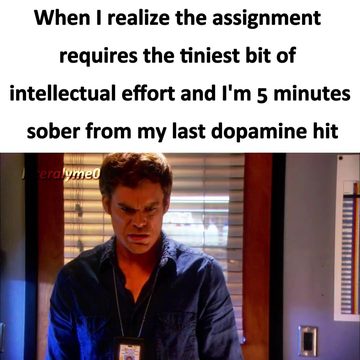 When I realize the assignment
requires the tiniest bit of
intellectual effort and I'm 5 minutes
sober from my last dopamine hit
literalyme0